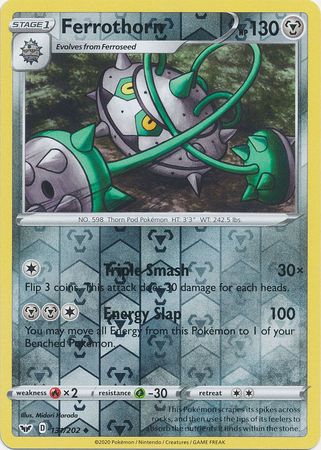 STAGE 1
Ferrothorn
HP 130
Evolves from Ferroseed
NO. 598 Thorn Pod Pokémon HT: 3'3" WT: 242.5 lbs.
Triple Smash 30×
Flip 3 coins. This attack does 30 damage for each heads.
Energy Slap 100
You may move all Energy from this Pokémon to 1 of your
Benched Pokémon.
weakness ×2 resistance -30 retreat
Illus. Midori Harada
D 131/202
This Pokémon scrapes its spikes across
rocks, and then uses the tips of its feelers to
absorb the nutrients it finds within the stone.
©2020 Pokémon / Nintendo / Creatures / GAME FREAK